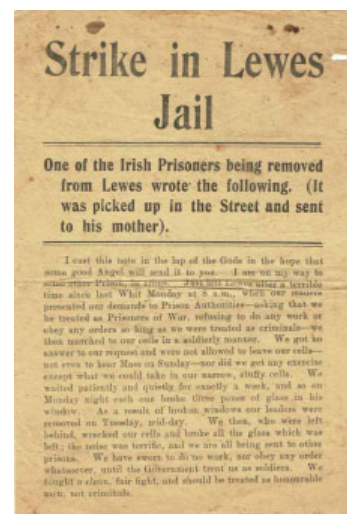 Strike in Lewes
Jail
One of the Irish Prisoners being removed
from Lewes wrote the following. (It
was picked up in the Street and sent
to his mother).
I cast this note in the lap of the Gods in the hope that
some good Angel will send it to you. I am on my way to
some other Prison, in irons. Just left Lewes after a terrible
time since last Whit Monday at 8 a.m., when our leaders
presented our demands to Prison Authorities—asking that we
be treated as Prisoners of War, refusing to do any work or
obey any orders so long as we were treated as criminals—we
then marched to our cells in a soldierly manner. We got no
answer to our request and were not allowed to leave our cells—
not even to hear Mass on Sunday—nor did we get any exercise
except what we could take in our narrow, stuffy cells. We
waited patiently and quietly for exactly a week, and so on
Monday night each one broke three panes of glass in his
window. As a result of broken windows our leaders were
removed on Tuesday, mid-day. We then, who were left
behind, wrecked our cells and broke all the glass which was
left; the noise was terrific, and we are all being sent to other
prisons. We have sworn to do no work, nor obey any order
whatsoever, until the Government treat us as soldiers. We
fought a clean, fair fight, and should be treated as honourable
men, not criminals.